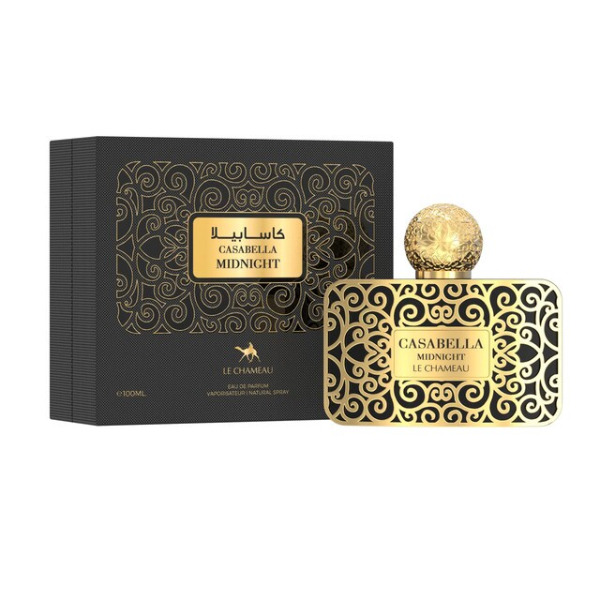 كاسابيلا
CASABELLA
MIDNIGHT
LE CHAMEAU
EAU DE PARFUM
VAPORISATEUR | NATURAL SPRAY
℮100ML
CASABELLA
MIDNIGHT
LE CHAMEAU